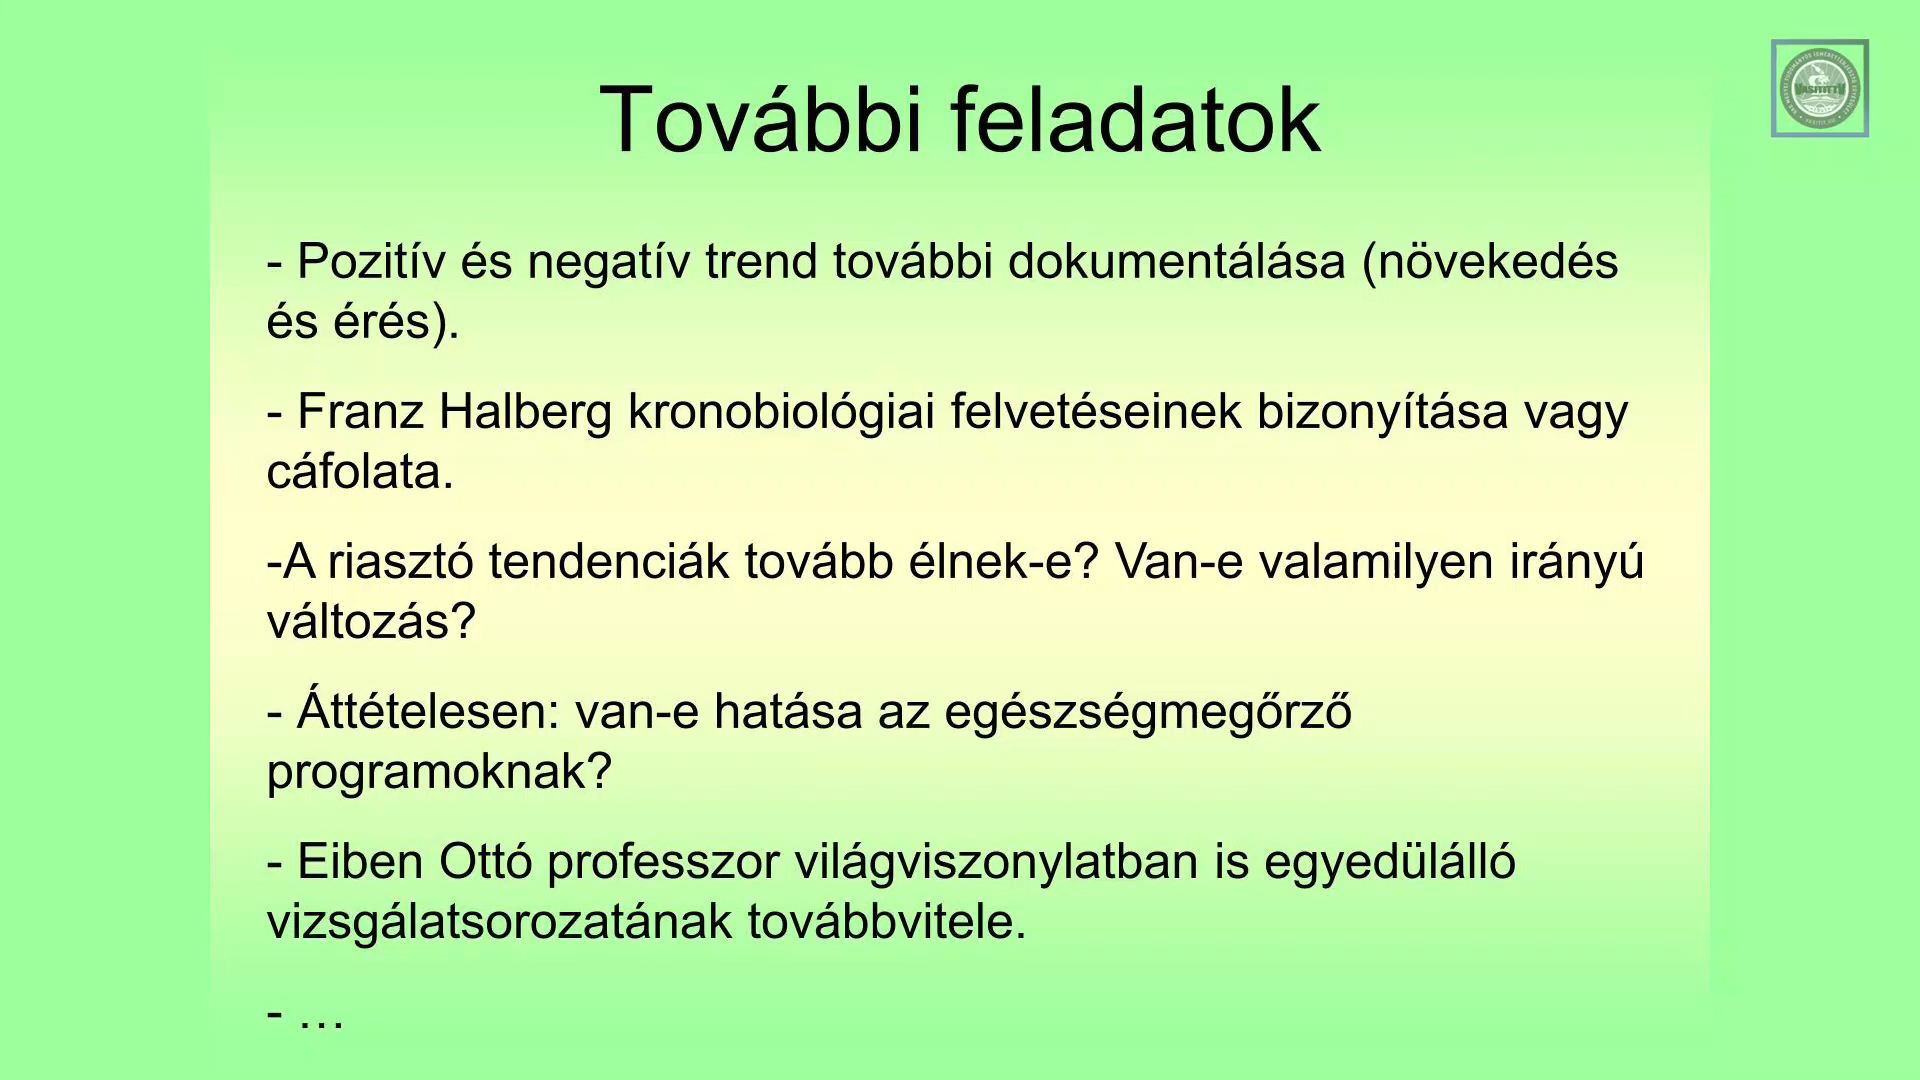 További feladatok
- Pozitív és negatív trend további dokumentálása (növekedés
és érés).
- Franz Halberg kronobiológiai felvetéseinek bizonyítása vagy
cáfolata.
-A riasztó tendenciák tovább élnek-e? Van-e valamilyen irányú
változás?
- Áttételesen: van-e hatása az egészségmegőrző
programoknak?
- Eiben Ottó professzor világviszonylatban is egyedülálló
vizsgálatsorozatának továbbvitele.
- …